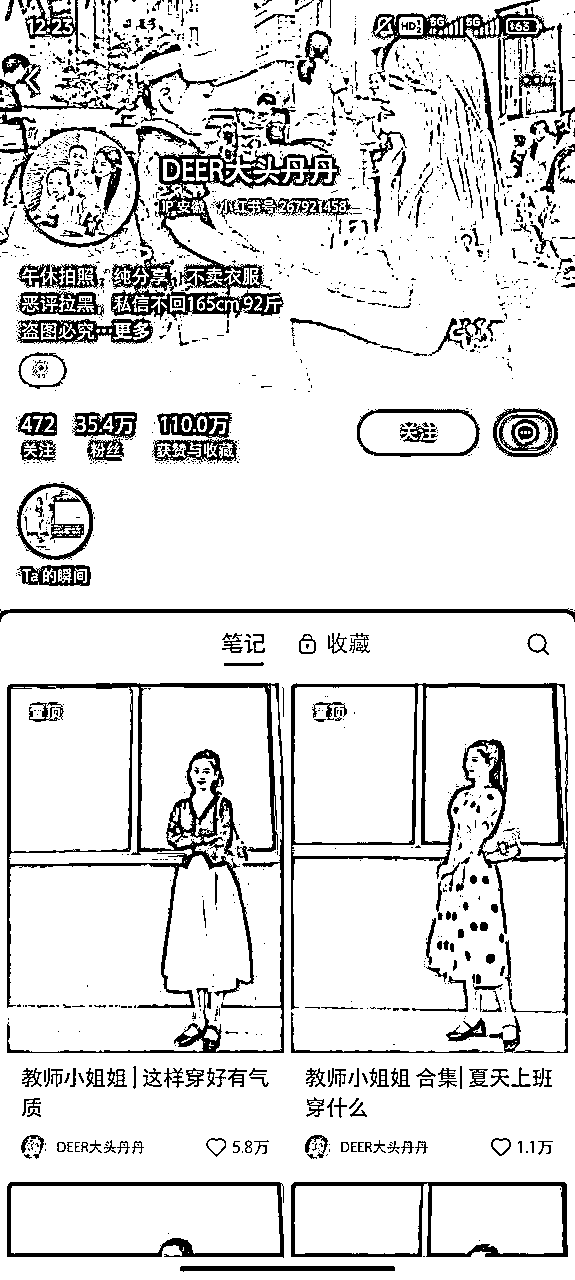 12:23
HD 5G 5G 68
DEER大头丹丹
IP:安徽 小红书号:267921458
午休拍照，纯分享，不卖衣服
恶评拉黑，私信不回165cm,92斤
盗图必究…更多
472 35.4万 110.0万
关注 粉丝 获赞与收藏
关注
Ta 的瞬间
笔记 收藏
置顶 置顶
教师小姐姐 | 这样穿好有气
质
教师小姐姐 合集| 夏天上班
穿什么
DEER大头丹丹 5.8万
DEER大头丹丹 1.1万